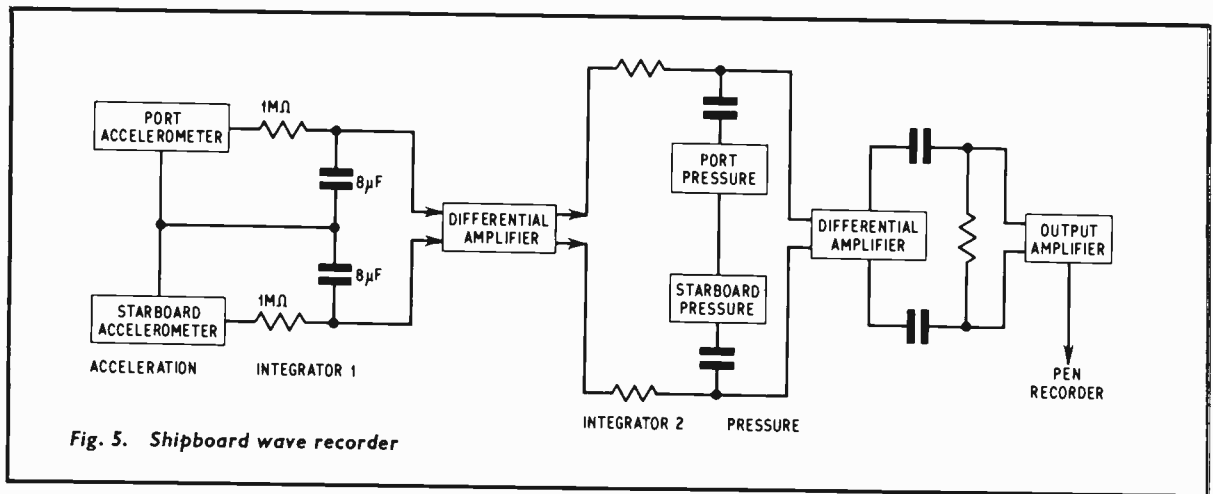 PORT
ACCELEROMETER
1MΩ
8μF
8μF
1MΩ
STARBOARD
ACCELEROMETER
ACCELERATION
INTEGRATOR 1
DIFFERENTIAL
AMPLIFIER
PORT
PRESSURE
STARBOARD
PRESSURE
INTEGRATOR 2
PRESSURE
DIFFERENTIAL
AMPLIFIER
OUTPUT
AMPLIFIER
PEN
RECORDER
Fig. 5. Shipboard wave recorder